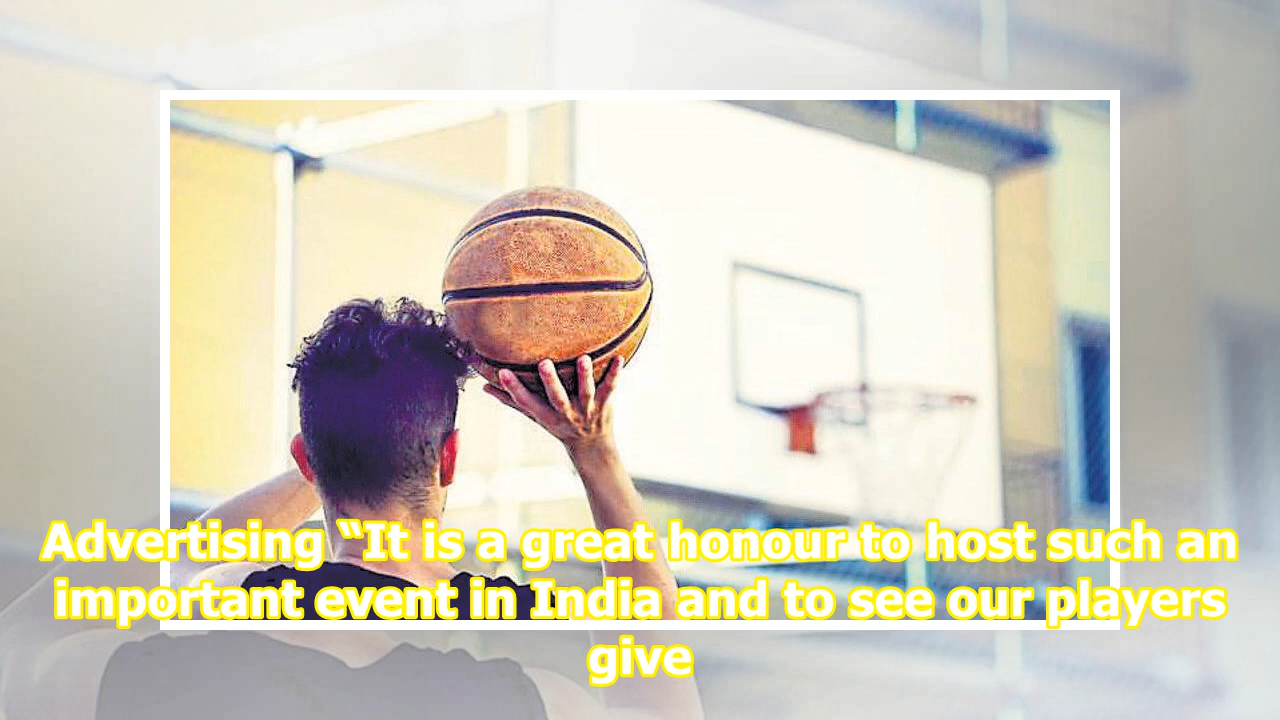 Advertising “It is a great honour to host such an
important event in India and to see our players
give